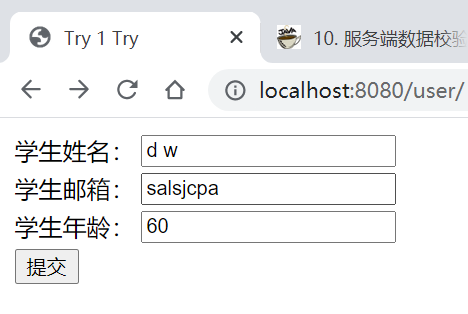 Try 1 Try
10. 服务端数据校验
localhost:8080/user/
学生姓名： d w
学生邮箱： salsjcpa
学生年龄： 60
提交